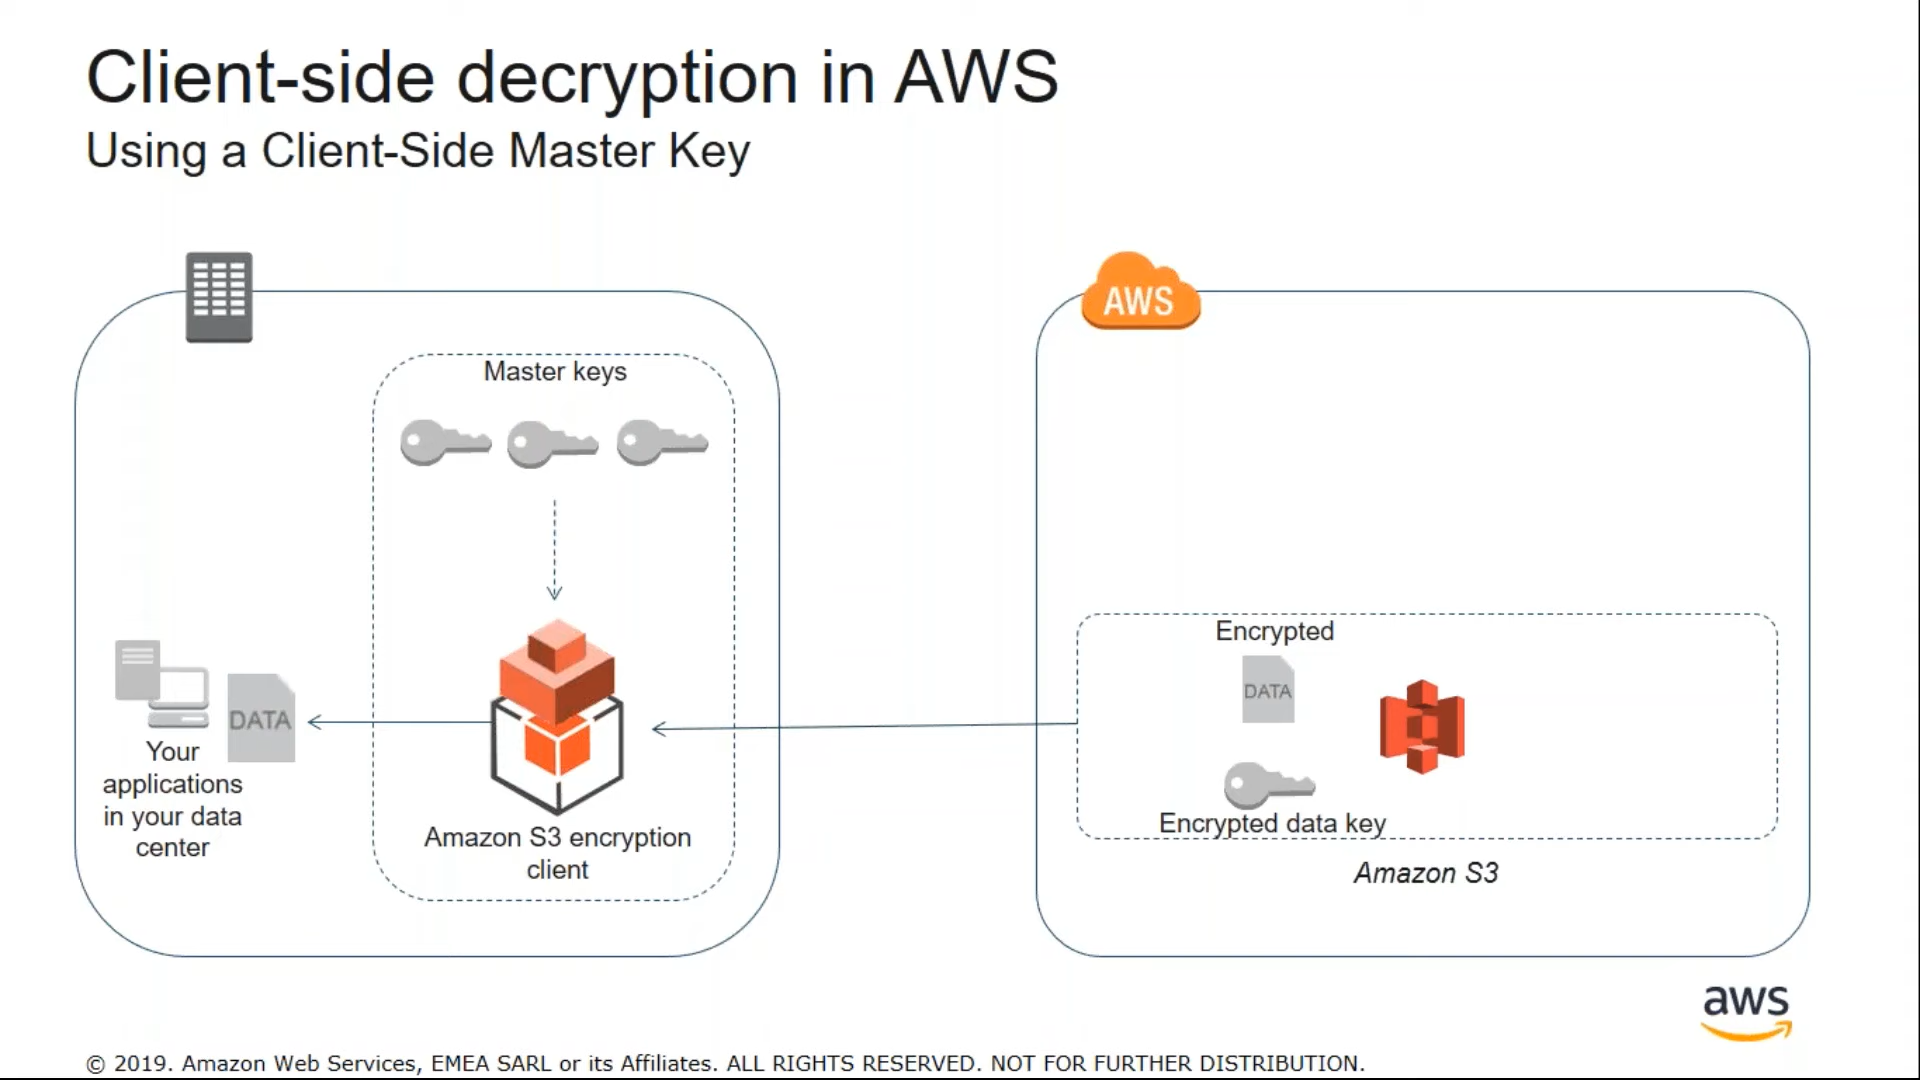 Client-side decryption in AWS
Using a Client-Side Master Key
AWS
Master keys
Encrypted
DATA
DATA
Your
applications
in your data
center
Amazon S3 encryption
client
Encrypted data key
Amazon S3
aws
© 2019. Amazon Web Services, EMEA SARL or its Affiliates. ALL RIGHTS RESERVED. NOT FOR FURTHER DISTRIBUTION.